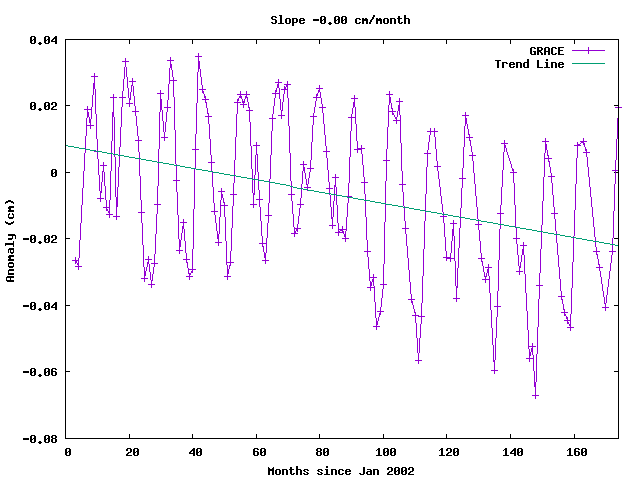 Slope -0.00 cm/month
GRACE
Trend Line
0.04
0.02
0
-0.02
-0.04
-0.06
-0.08
Anomaly (cm)
0 20 40 60 80 100 120 140 160
Months since Jan 2002